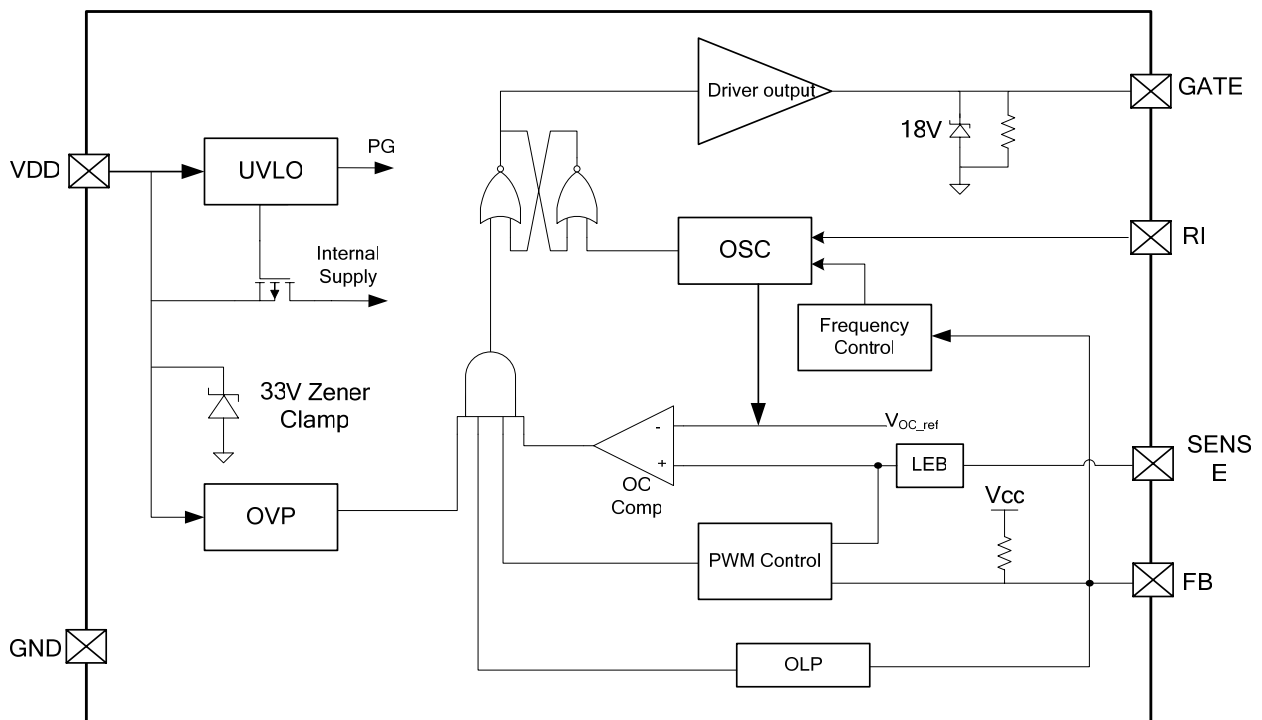 GATE
Driver output
18V
PG
VDD
UVLO
RI
OSC
Internal
Supply
Frequency
Control
33V Zener
Clamp
-
VOC_ref
+
LEB
SENS
E
OC
Comp
Vcc
OVP
PWM Control
FB
GND
OLP